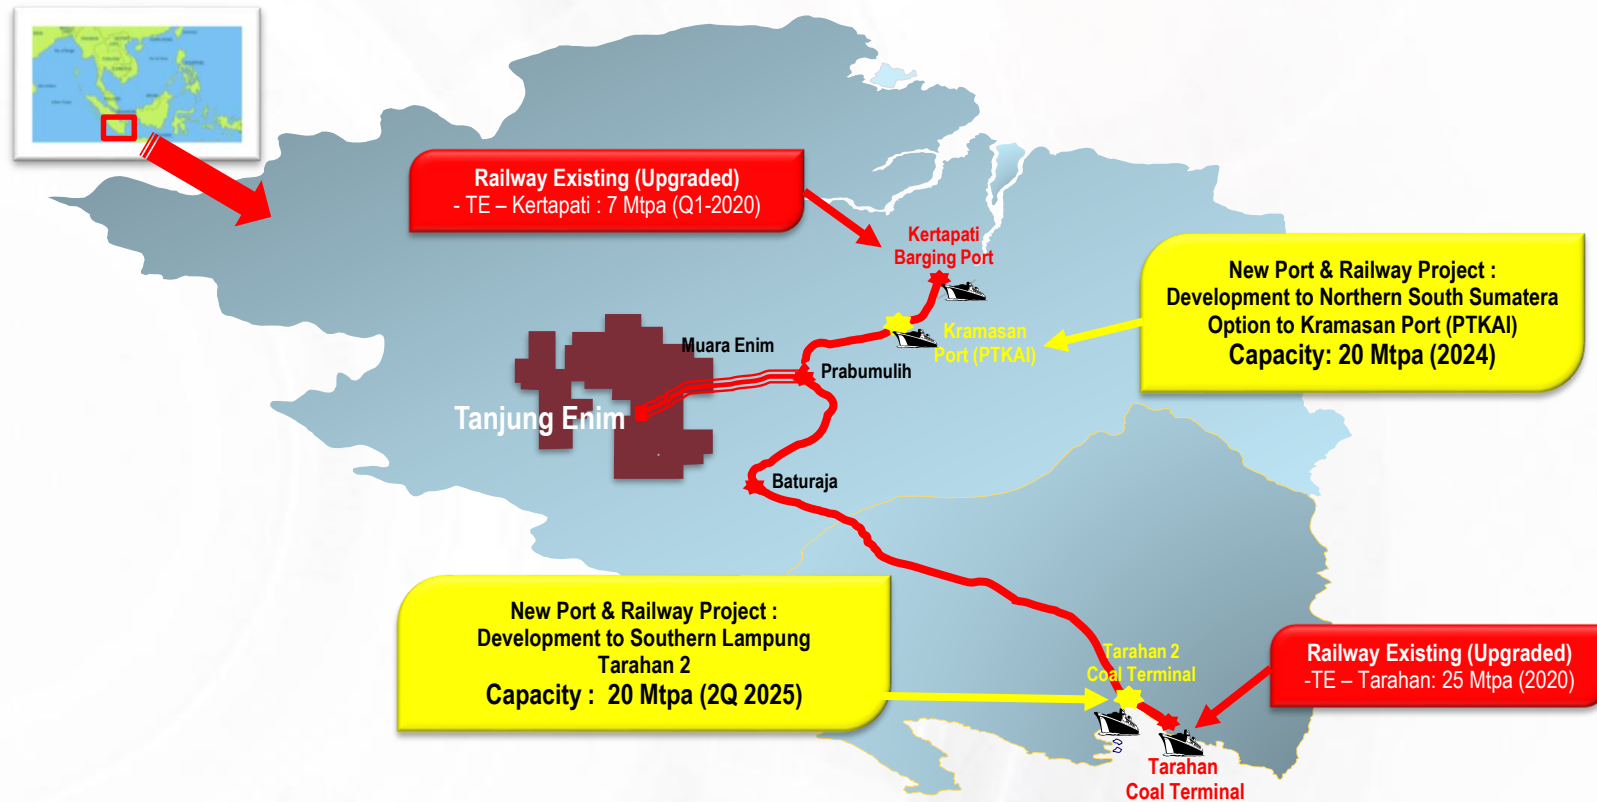 Railway Existing (Upgraded)
- TE – Kertapati : 7 Mtpa (Q1-2020)
Kertapati
Barging Port
New Port & Railway Project :
Development to Northern South Sumatera
Option to Kramasan Port (PTKAI)
Capacity: 20 Mtpa (2024)
Kramasan
Port (PTKAI)
Muara Enim
Prabumulih
Tanjung Enim
Baturaja
New Port & Railway Project :
Development to Southern Lampung
Tarahan 2
Capacity : 20 Mtpa (2Q 2025)
Tarahan 2
Coal Terminal
Railway Existing (Upgraded)
-TE – Tarahan: 25 Mtpa (2020)
Tarahan
Coal Terminal